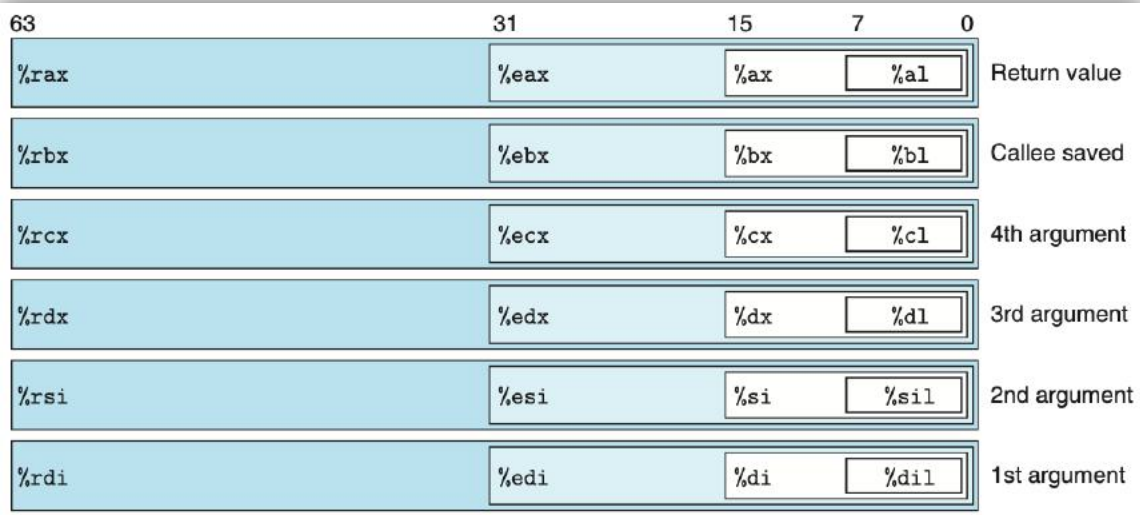 63 31 15 7 0
%rax %eax %ax %al Return value
%rbx %ebx %bx %bl Callee saved
%rcx %ecx %cx %cl 4th argument
%rdx %edx %dx %dl 3rd argument
%rsi %esi %si %sil 2nd argument
%rdi %edi %di %dil 1st argument